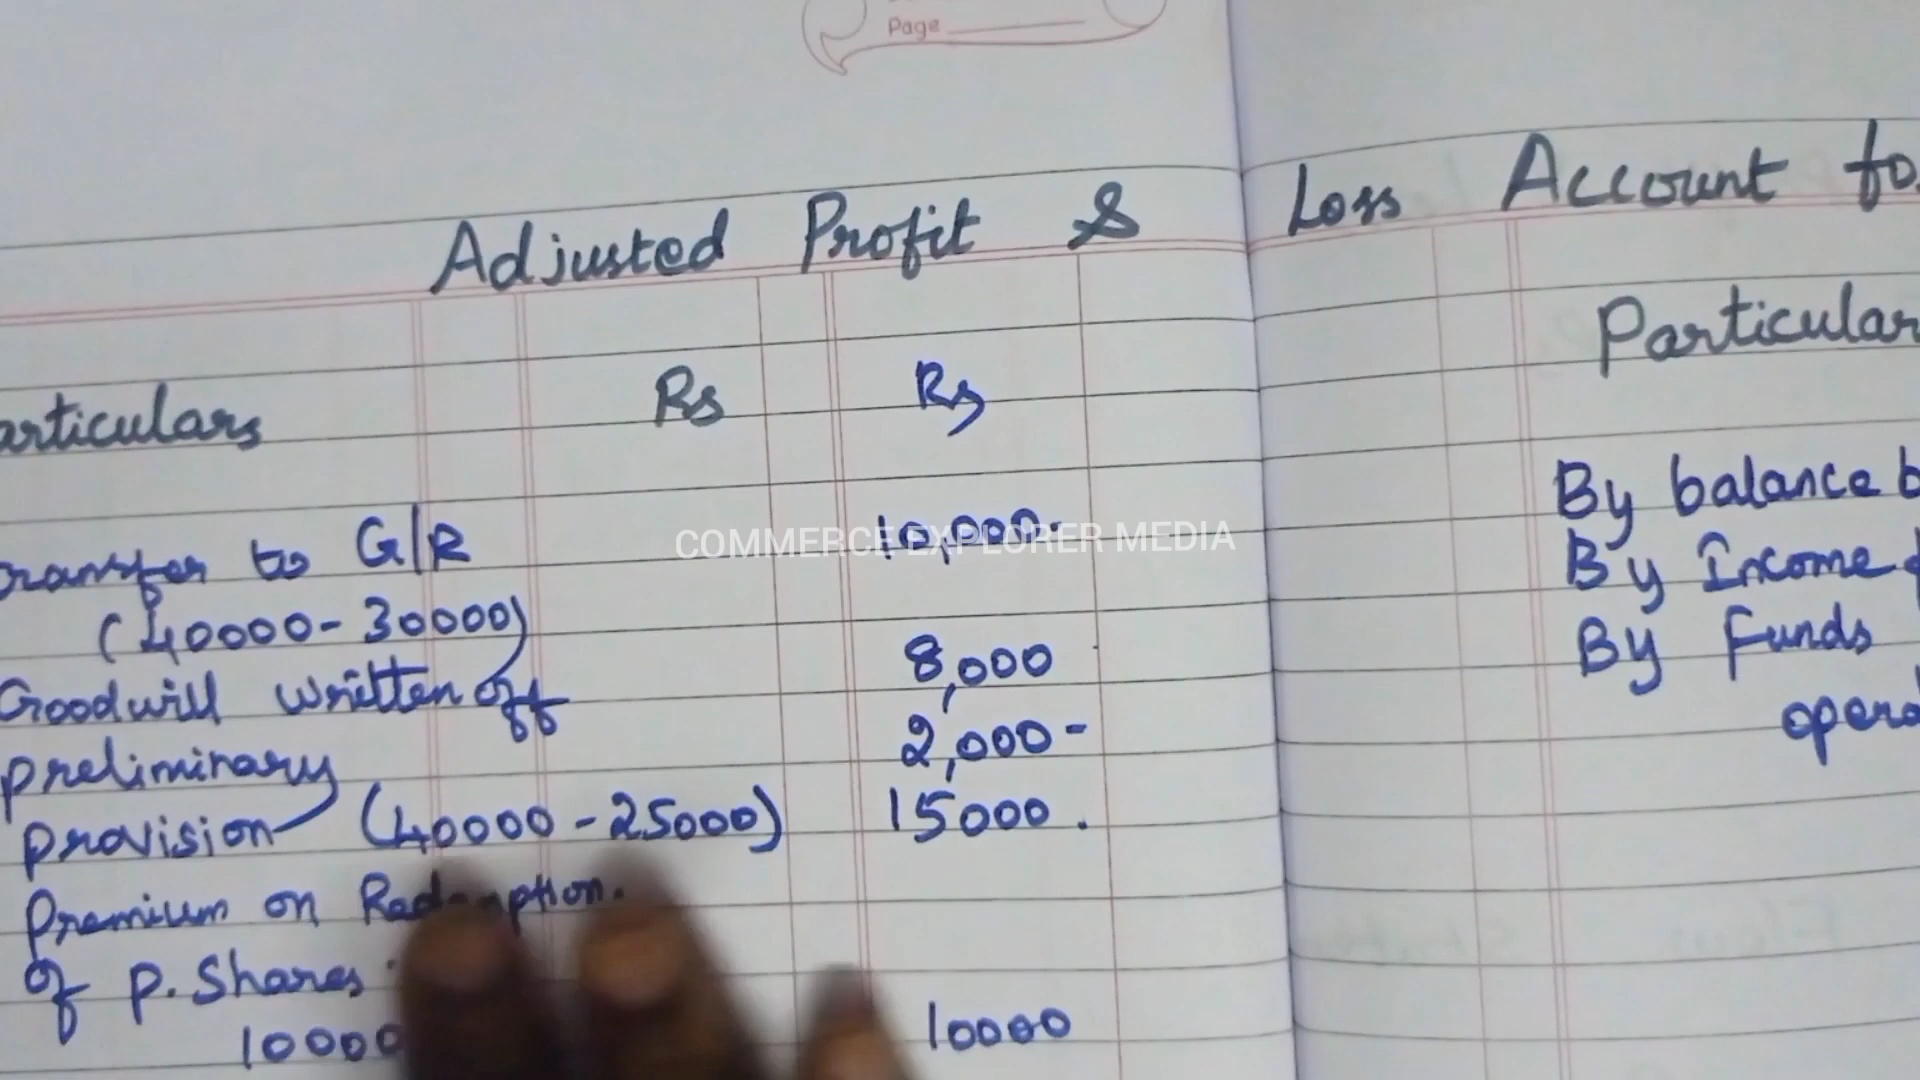 Page
Adjusted Profit & Loss Account fo
articulars Rs Rs Particular
ransfer to G/R 10,000- By balance b
(40000-30000) By Income
Goodwill written off 8,000 By Funds
preliminary 2,000- opera
provision (40000-25000) 15000.
Premium on Redemption.
of P. Shares
10000 10000
COMMERCE EXPLORER MEDIA